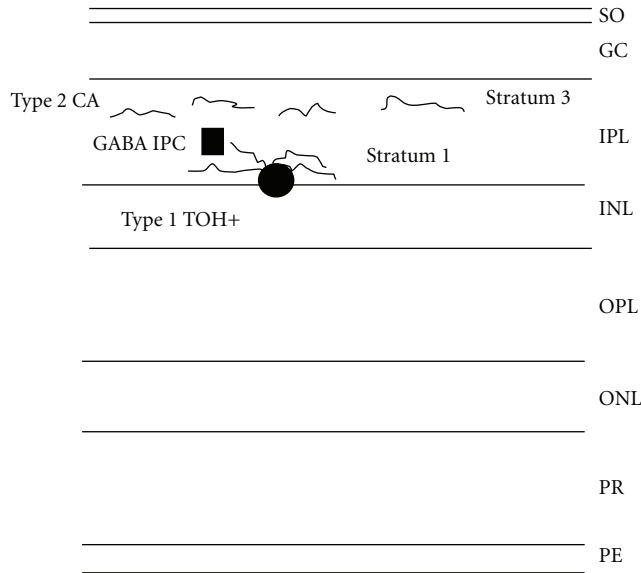 SO
GC
Type 2 CA
Stratum 3
GABA IPC
IPL
Stratum 1
INL
Type 1 TOH+
OPL
ONL
PR
PE